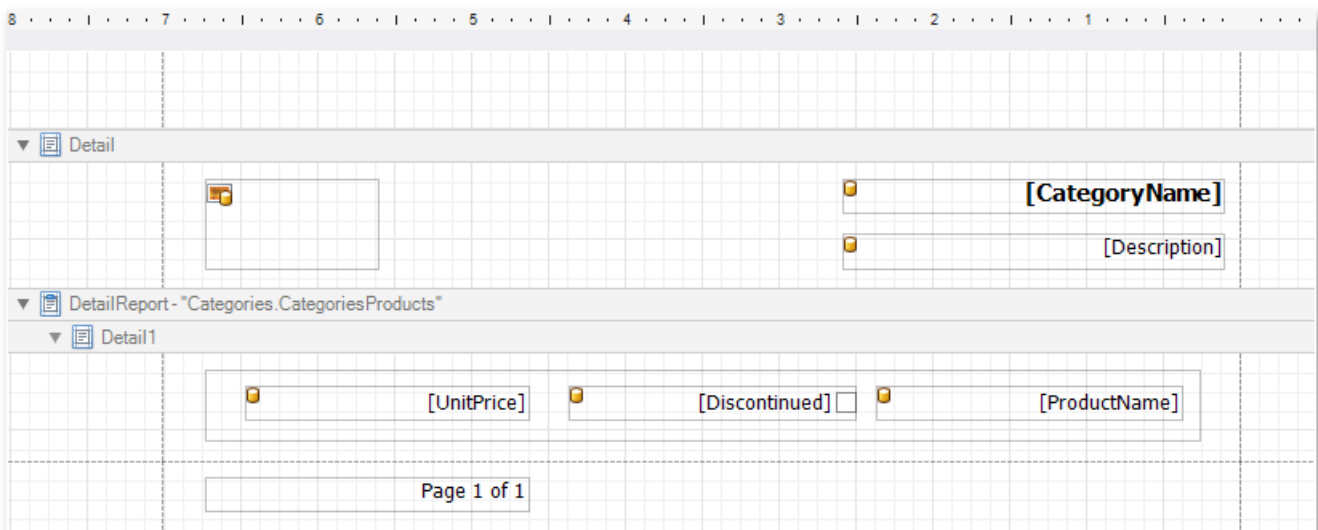 8 7 6 5 4 3 2 1
Detail
[CategoryName]
[Description]
DetailReport - "Categories.CategoriesProducts"
Detail1
[UnitPrice] [Discontinued] [ProductName]
Page 1 of 1